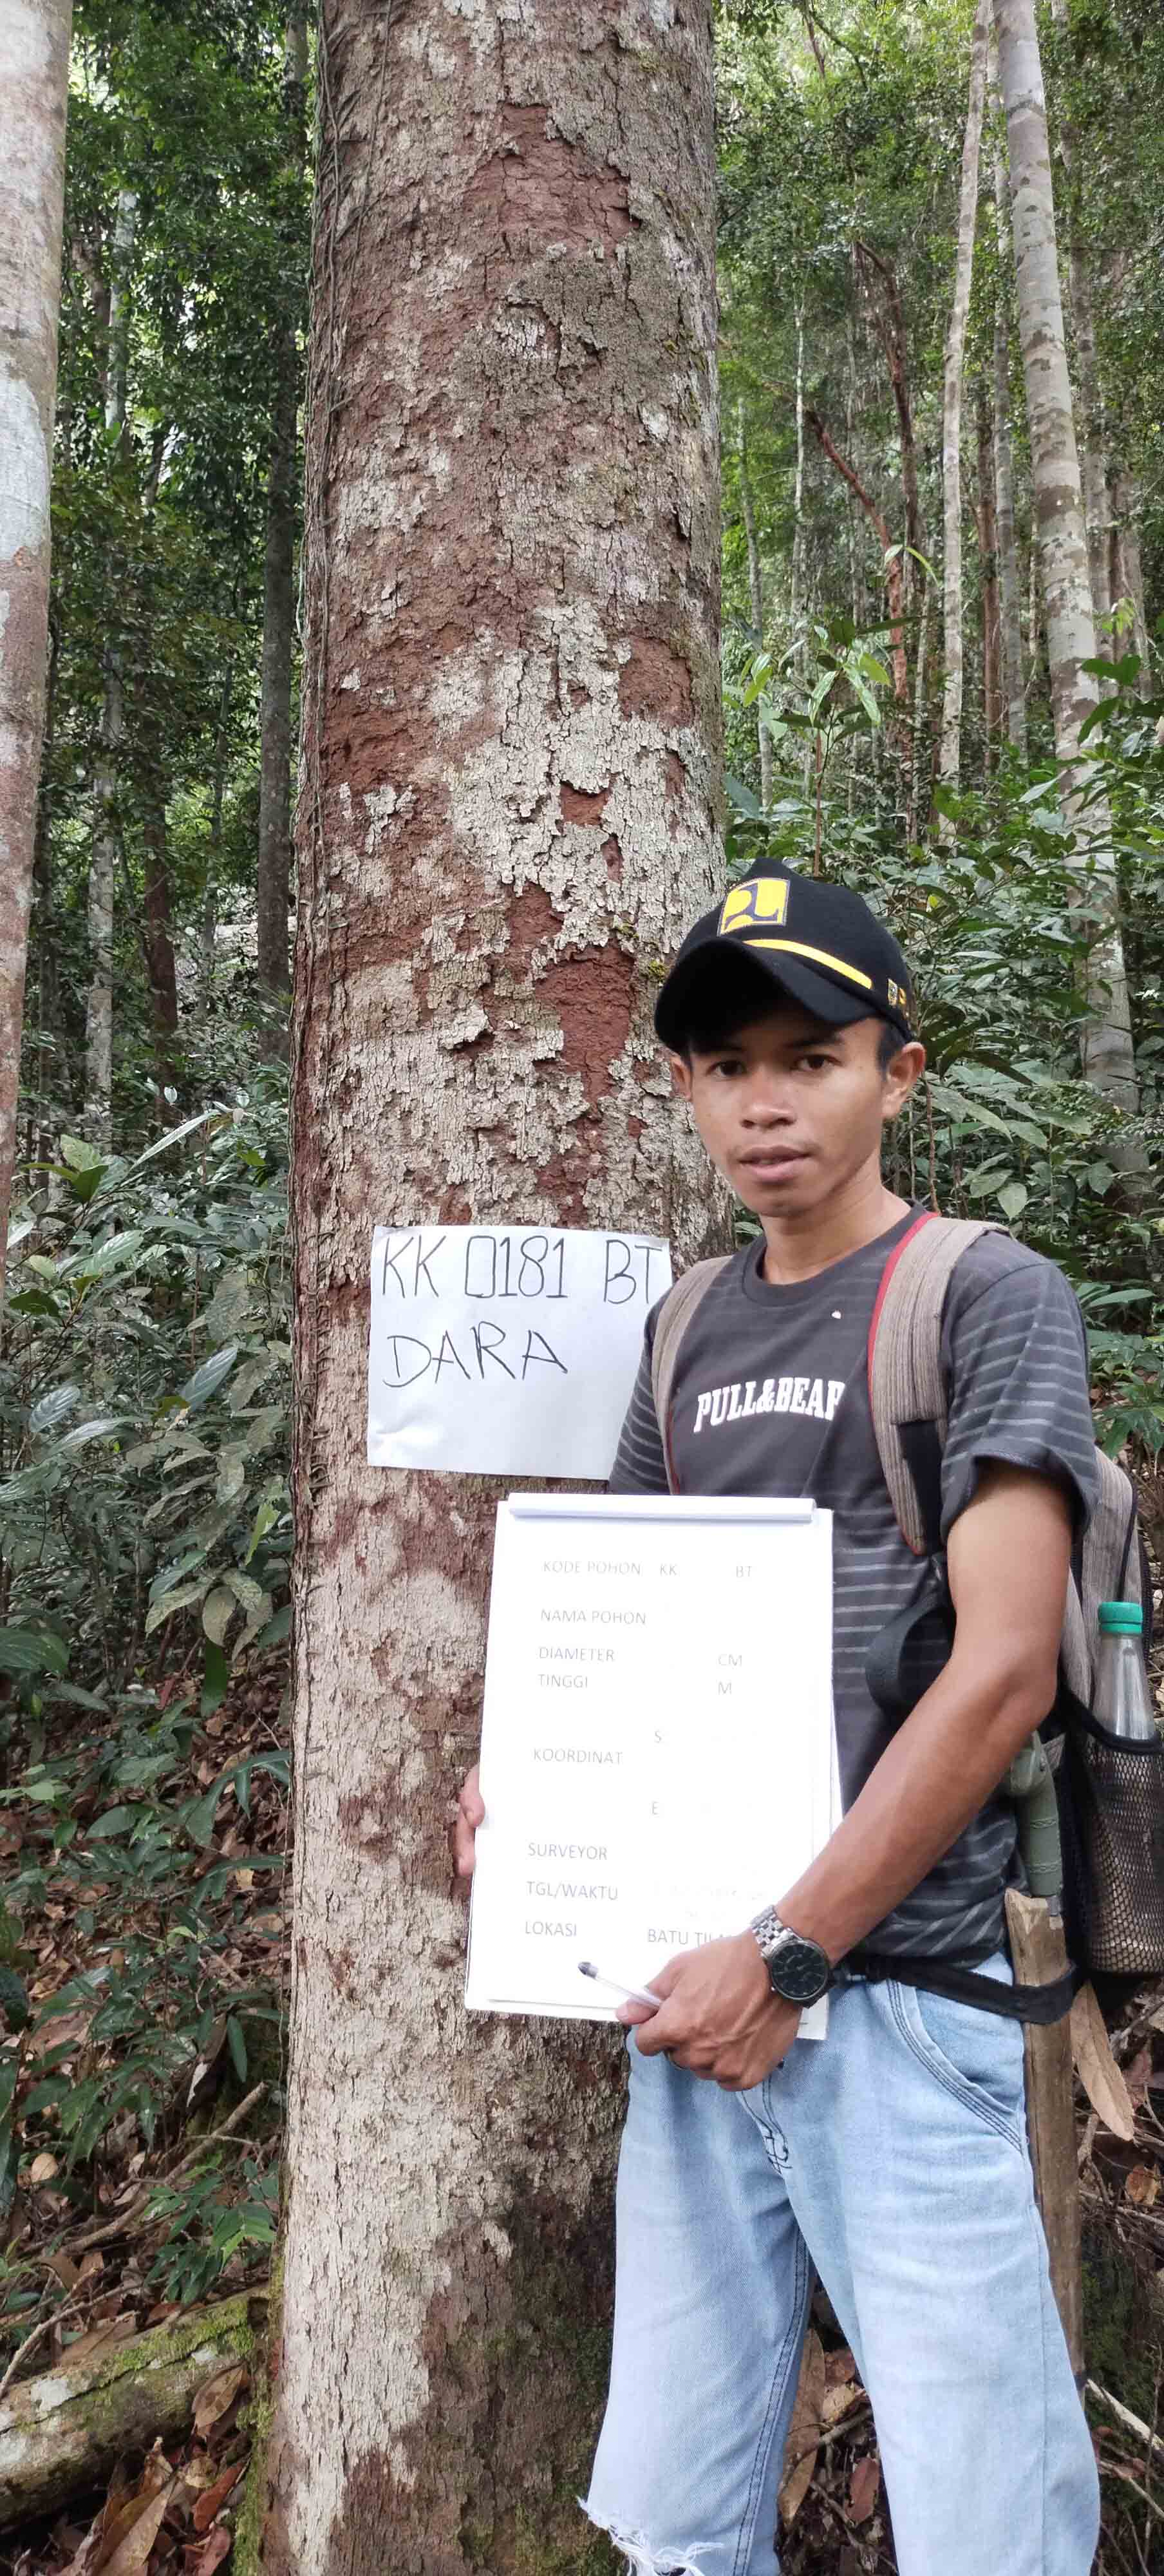 KK 0181 BT
DARA
PULL&BEAR
KODE POHON KK BT
NAMA POHON
DIAMETER CM
TINGGI M
S
KOORDINAT
E
SURVEYOR
TGL/WAKTU
LOKASI BATU